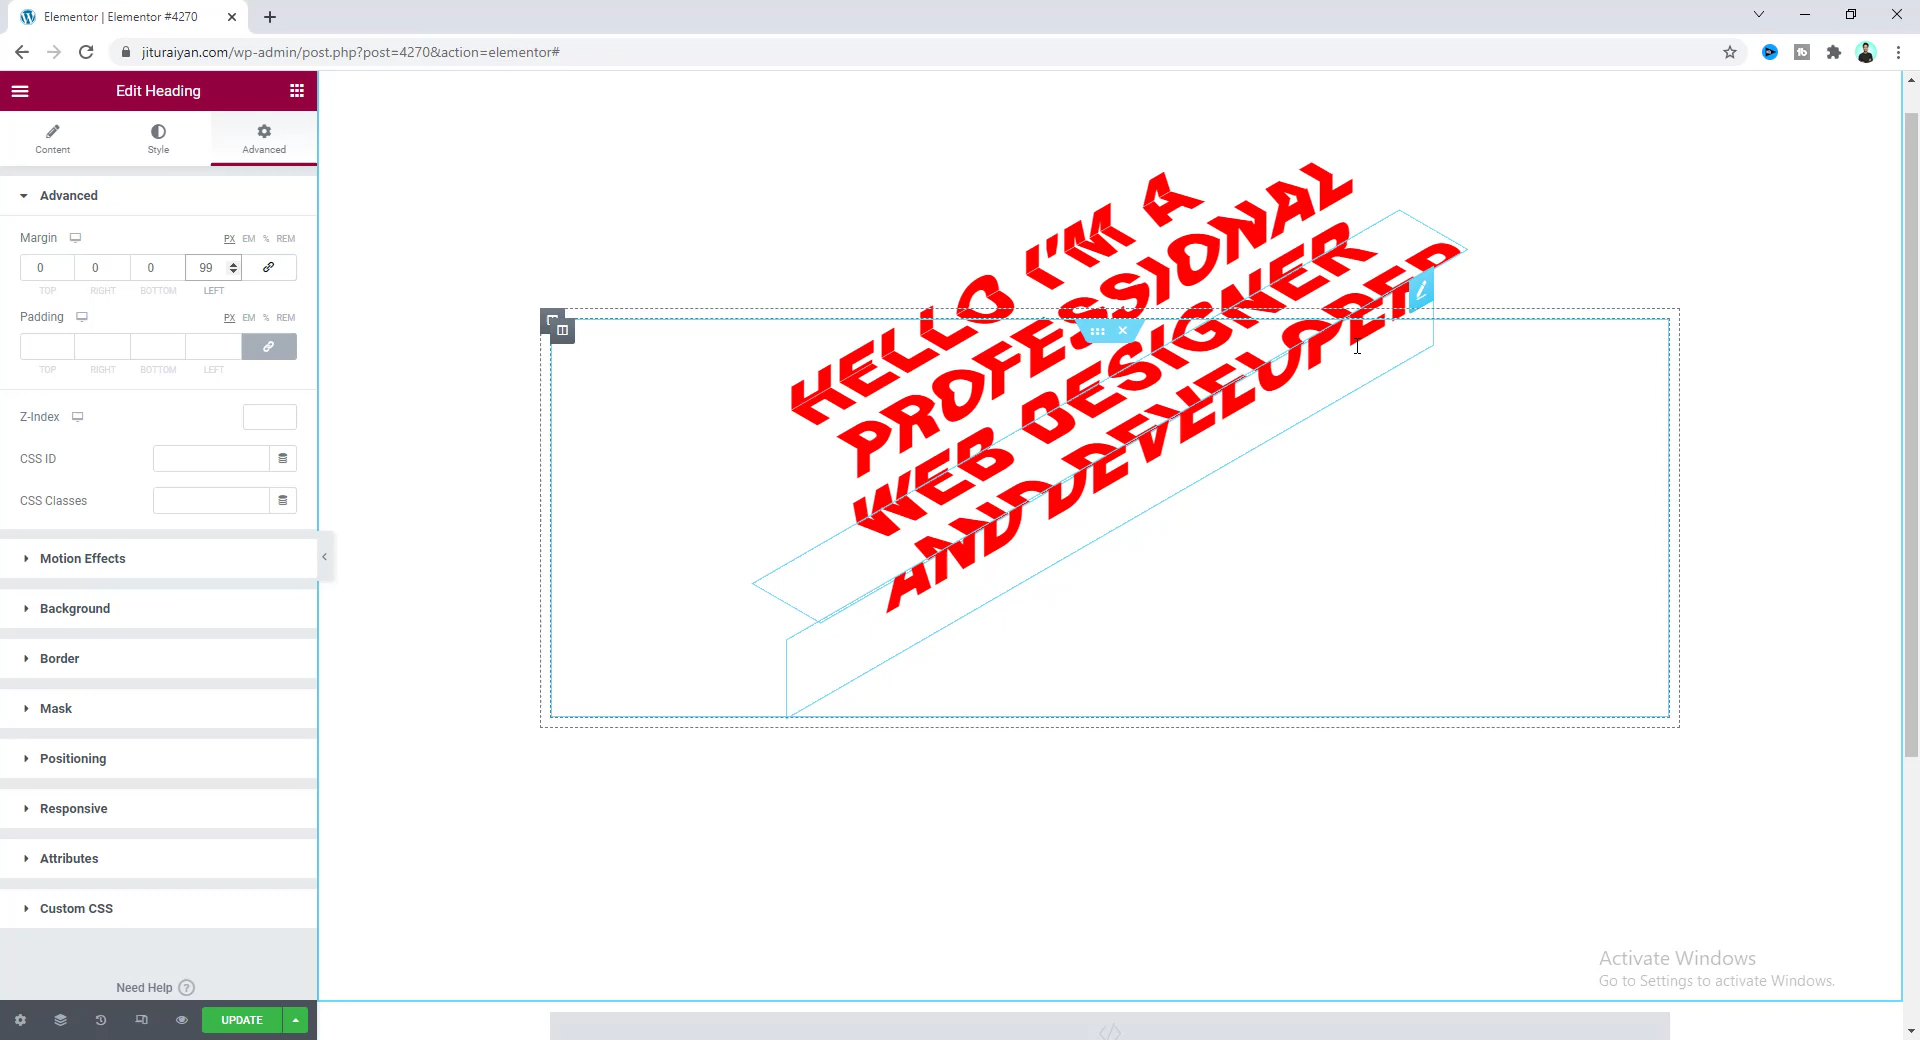 Elementor | Elementor #4270
jituraiyan.com/wp-admin/post.php?post=4270&action=elementor#
Edit Heading
Content
Style
Advanced
Advanced
Margin
PX EM % REM
0 0 0 99
TOP RIGHT BOTTOM LEFT
Padding
PX EM % REM
TOP RIGHT BOTTOM LEFT
Z-Index
CSS ID
CSS Classes
Motion Effects
Background
Border
Mask
Positioning
Responsive
Attributes
Custom CSS
Need Help ?
UPDATE
HELLO I'M A
PROFESSIONAL
WEB DESIGNER
AND DEVELOPER
Activate Windows
Go to Settings to activate Windows.